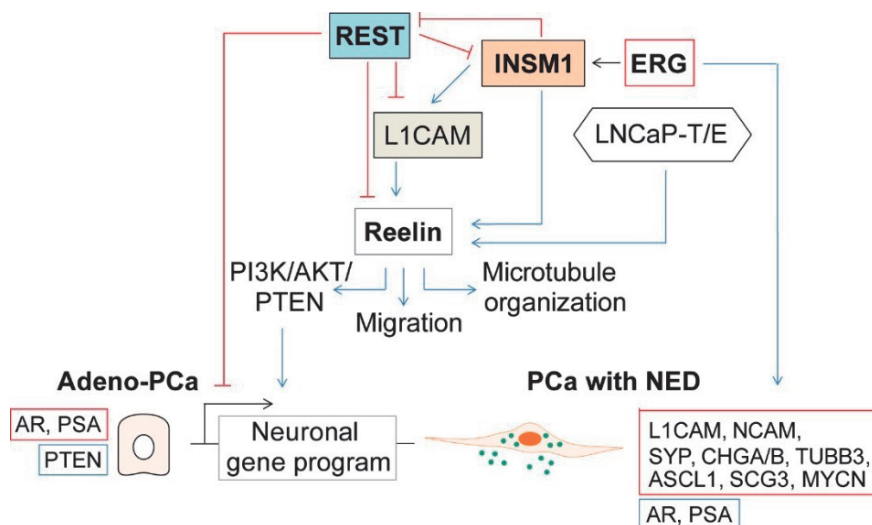 REST
INSM1
ERG
L1CAM
LNCaP-T/E
Reelin
PI3K/AKT/
PTEN
Migration
Microtubule
organization
Adeno-PCa
PCa with NED
AR, PSA
PTEN
Neuronal
gene program
L1CAM, NCAM,
SYP, CHGA/B, TUBB3,
ASCL1, SCG3, MYCN
AR, PSA